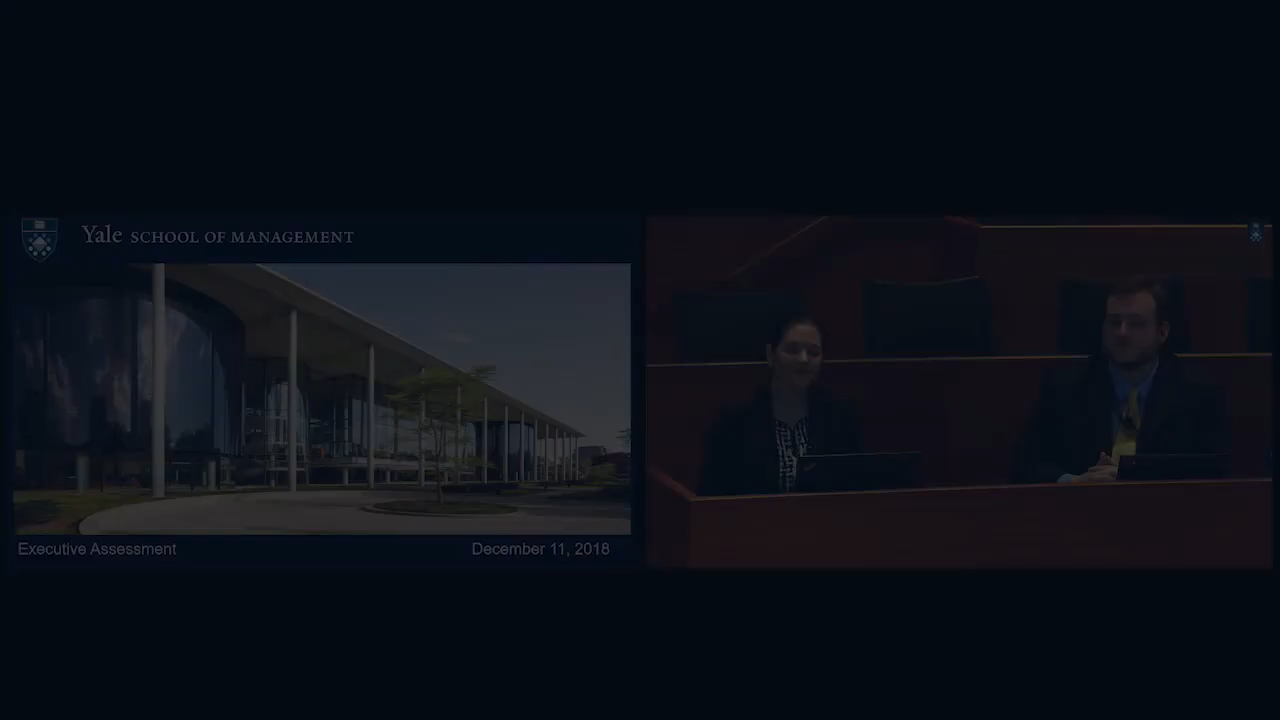 Yale SCHOOL OF MANAGEMENT
Executive Assessment
December 11, 2018